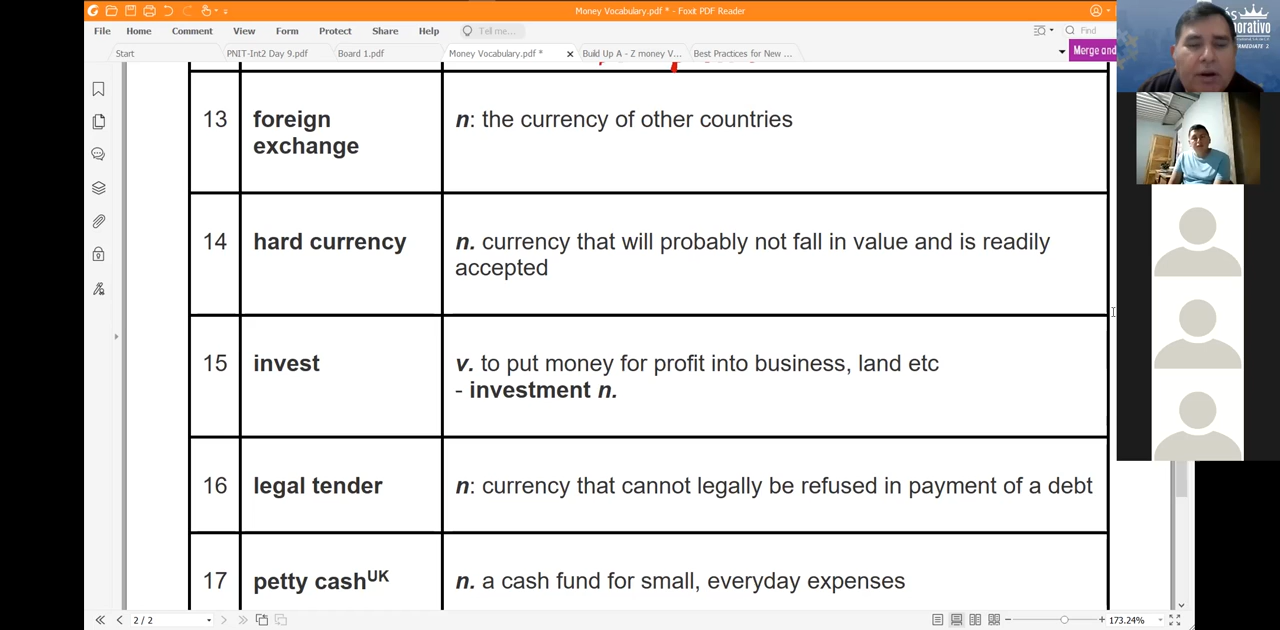 Money Vocabulary.pdf * - Foxit PDF Reader
File Home Comment View Form Protect Share Help Tell me... Find
Start PNIT-Int2 Day 9.pdf Board 1.pdf Money Vocabulary.pdf * Build Up A - Z money V... Best Practices for New ...
Merge and
13 foreign exchange n: the currency of other countries
14 hard currency n. currency that will probably not fall in value and is readily
accepted
15 invest v. to put money for profit into business, land etc
- investment n.
16 legal tender n: currency that cannot legally be refused in payment of a debt
17 petty cashUK n. a cash fund for small, everyday expenses
2 / 2 173.24%